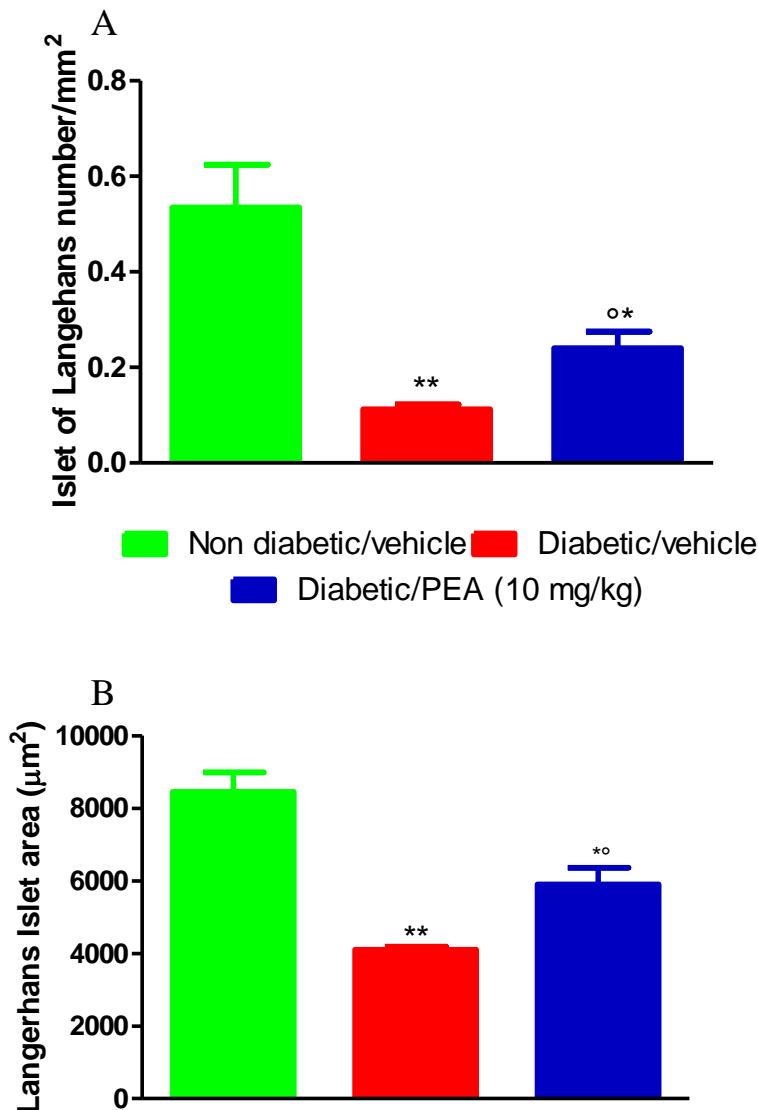 A
Islet of Langehans number/mm²
0.8
0.6
0.4
0.2
0.0
**
°*
Non diabetic/vehicle
Diabetic/vehicle
Diabetic/PEA (10 mg/kg)
B
Langerhans Islet area (μm²)
10000
8000
6000
4000
2000
0
**
*°